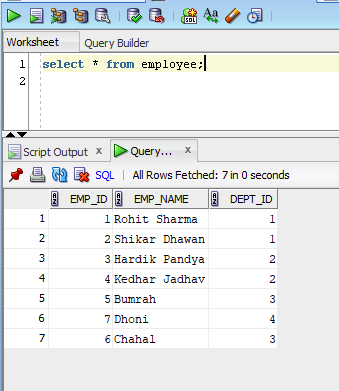 SQL
Aa
Worksheet Query Builder
1 select * from employee;
2
Script Output x Query... x
SQL | All Rows Fetched: 7 in 0 seconds
EMP_ID EMP_NAME DEPT_ID
1 1 Rohit Sharma 1
2 2 Shikar Dhawan 1
3 3 Hardik Pandya 2
4 4 Kedhar Jadhav 2
5 5 Bumrah 3
6 7 Dhoni 4
7 6 Chahal 3